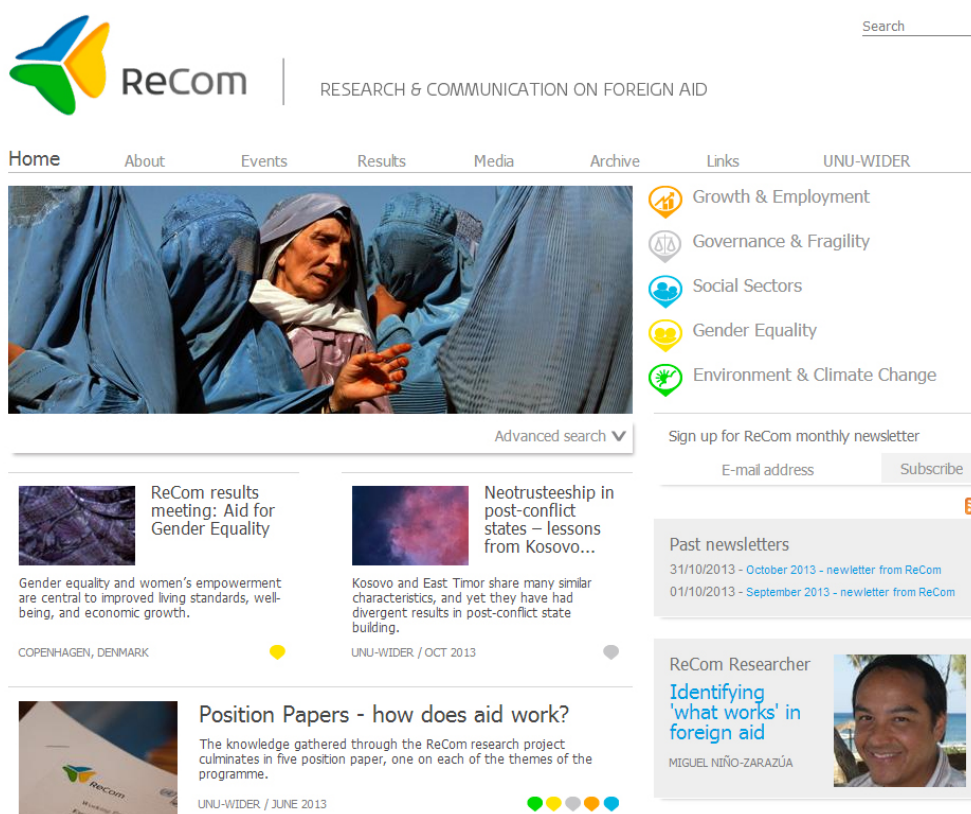 Search
ReCom
RESEARCH & COMMUNICATION ON FOREIGN AID
Home About Events Results Media Archive Links UNU-WIDER
Growth & Employment
Governance & Fragility
Social Sectors
Gender Equality
Environment & Climate Change
Advanced search
Sign up for ReCom monthly newsletter
E-mail address Subscribe
ReCom results
meeting: Aid for
Gender Equality
Gender equality and women's empowerment
are central to improved living standards, well-
being, and economic growth.
COPENHAGEN, DENMARK
Neotrusteeship in
post-conflict
states – lessons
from Kosovo...
Kosovo and East Timor share many similar
characteristics, and yet they have had
divergent results in post-conflict state
building.
UNU-WIDER / OCT 2013
Past newsletters
31/10/2013 - October 2013 - newletter from ReCom
01/10/2013 - September 2013 - newletter from ReCom
ReCom Researcher
Identifying
'what works' in
foreign aid
MIGUEL NIÑO-ZARAZÚA
ReCom
Position Papers - how does aid work?
The knowledge gathered through the ReCom research project
culminates in five position paper, one on each of the themes of the
programme.
UNU-WIDER / JUNE 2013